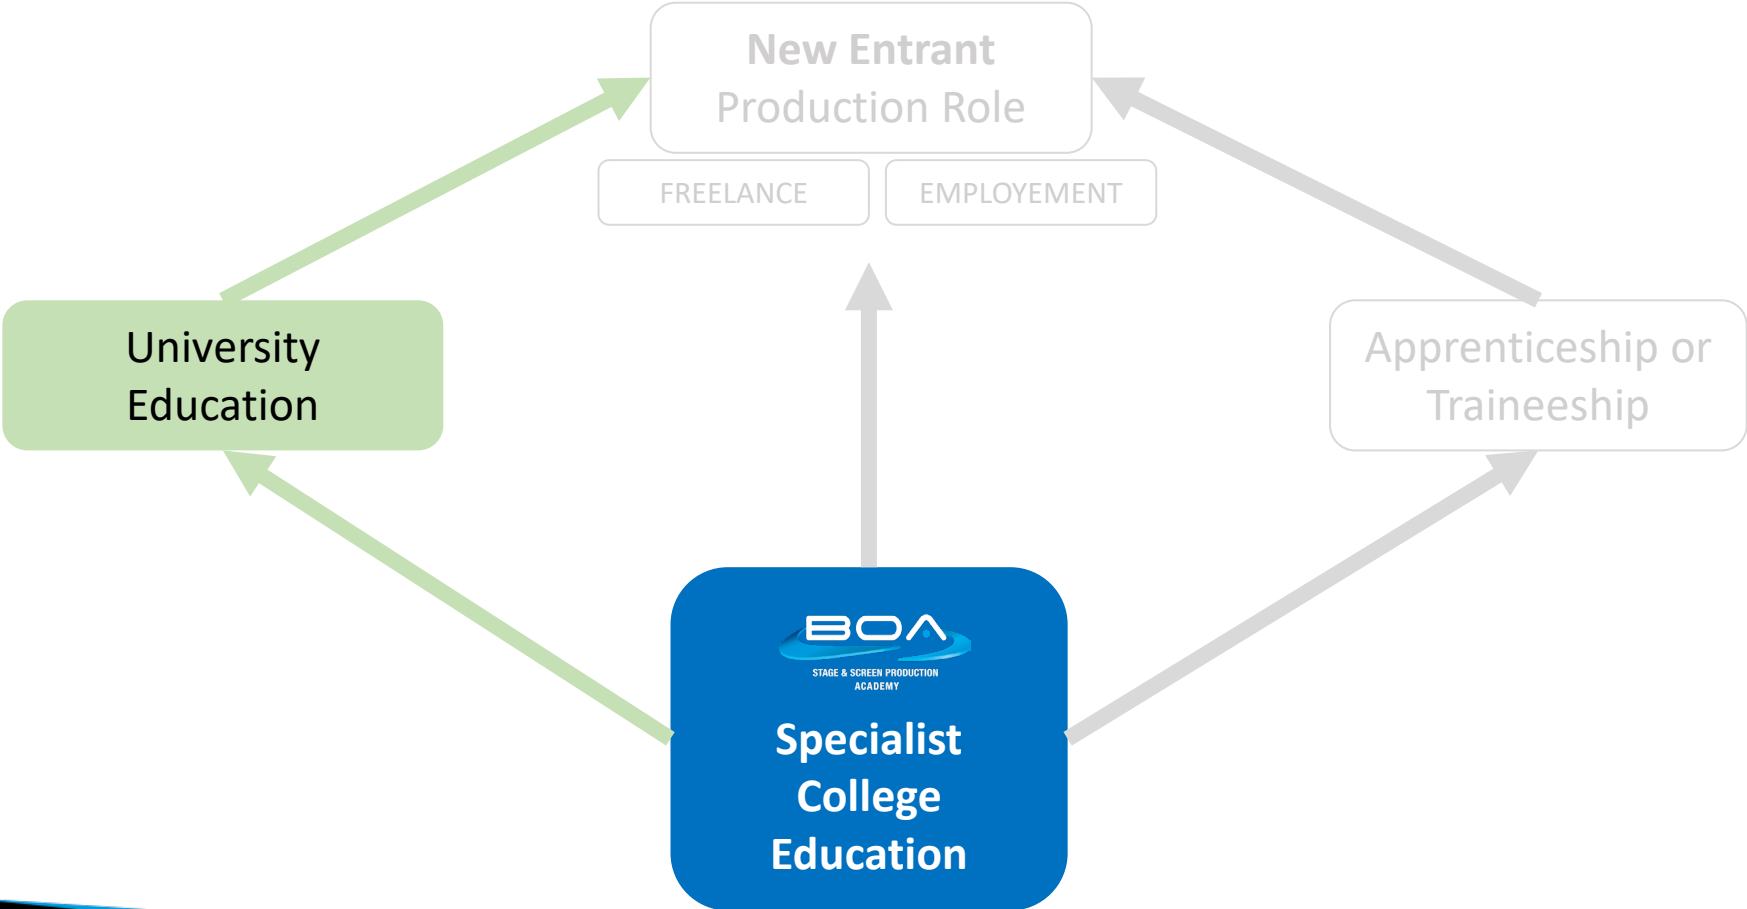 New Entrant
Production Role
FREELANCE
EMPLOYEMENT
University
Education
Apprenticeship or
Traineeship
BOA
STAGE & SCREEN PRODUCTION
ACADEMY
Specialist
College
Education